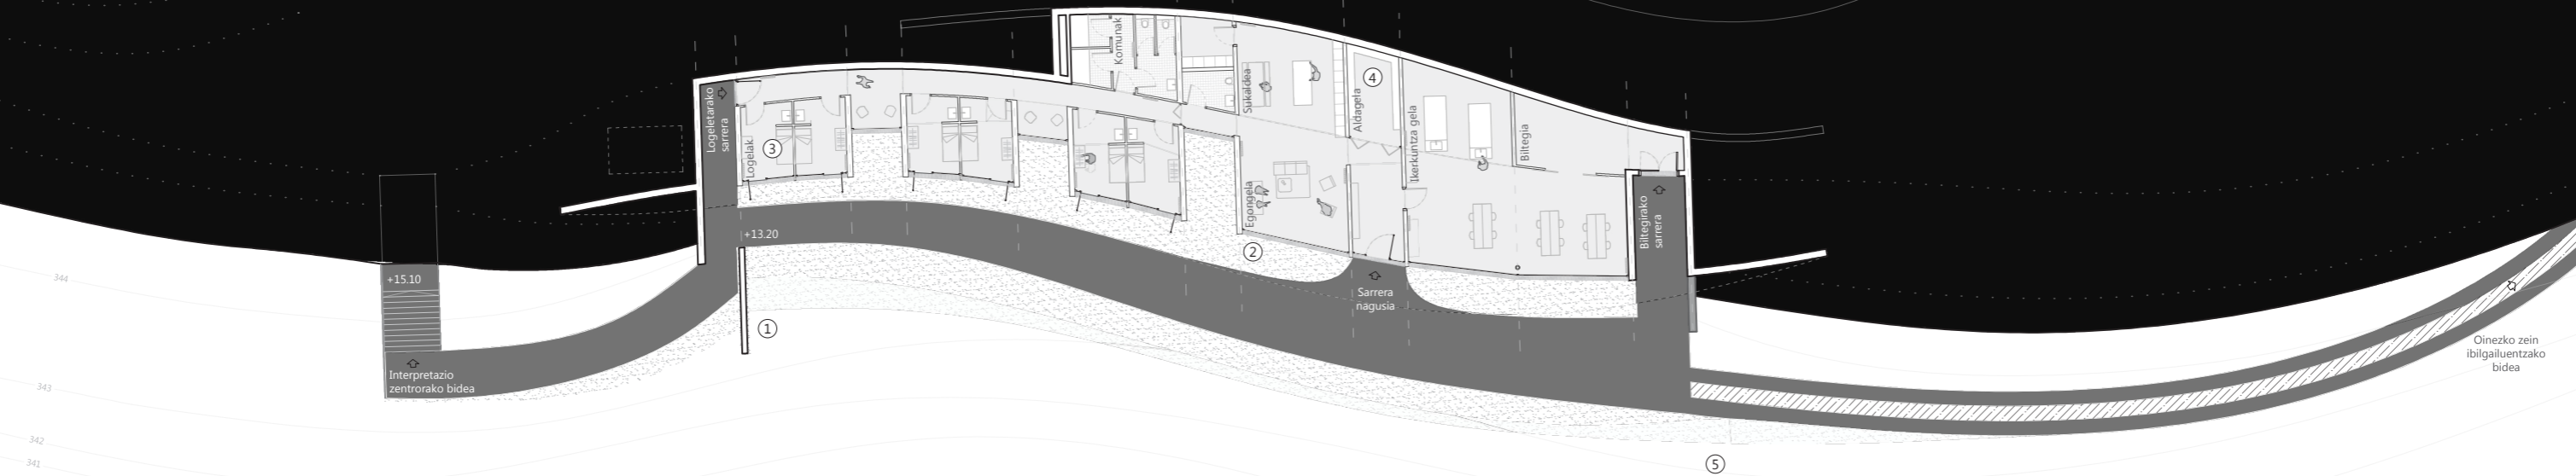 344
343
342
341
+15.10
Interpretazio
zentrorako bidea
Logeletarako
sarrera
Logelak
3
+13.20
1
Komunak
Sukaldea
Egongela
2
Aldagela
4
Ikerkuntza gela
Biltegia
Sarrera
nagusia
Biltegirako
sarrera
5
Oinezko zein
ibilgailuentzako
bidea